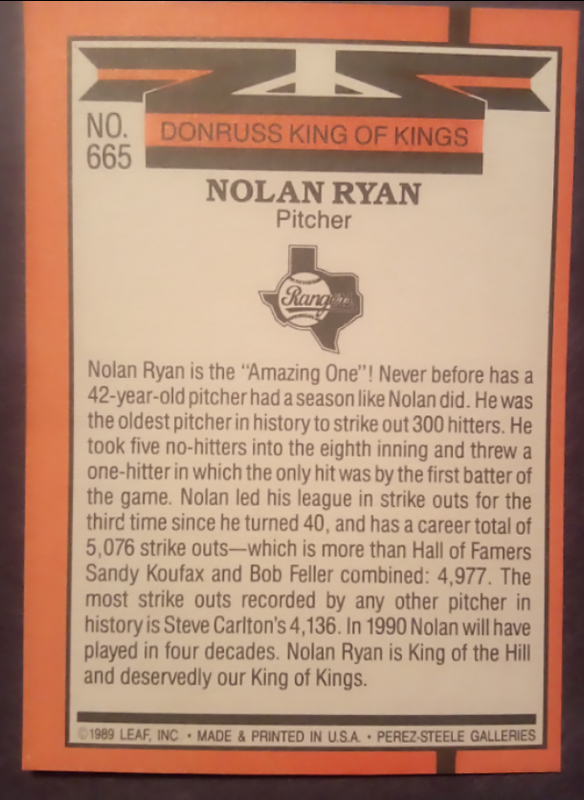 NO.
665
DONRUSS KING OF KINGS
NOLAN RYAN
Pitcher
Rangers
Nolan Ryan is the “Amazing One”! Never before has a
42-year-old pitcher had a season like Nolan did. He was
the oldest pitcher in history to strike out 300 hitters. He
took five no-hitters into the eighth inning and threw a
one-hitter in which the only hit was by the first batter of
the game. Nolan led his league in strike outs for the
third time since he turned 40, and has a career total of
5,076 strike outs—which is more than Hall of Famers
Sandy Koufax and Bob Feller combined: 4,977. The
most strike outs recorded by any other pitcher in
history is Steve Carlton's 4,136. In 1990 Nolan will have
played in four decades. Nolan Ryan is King of the Hill
and deservedly our King of Kings.
©1989 LEAF, INC • MADE & PRINTED IN U.S.A. • PEREZ-STEELE GALLERIES